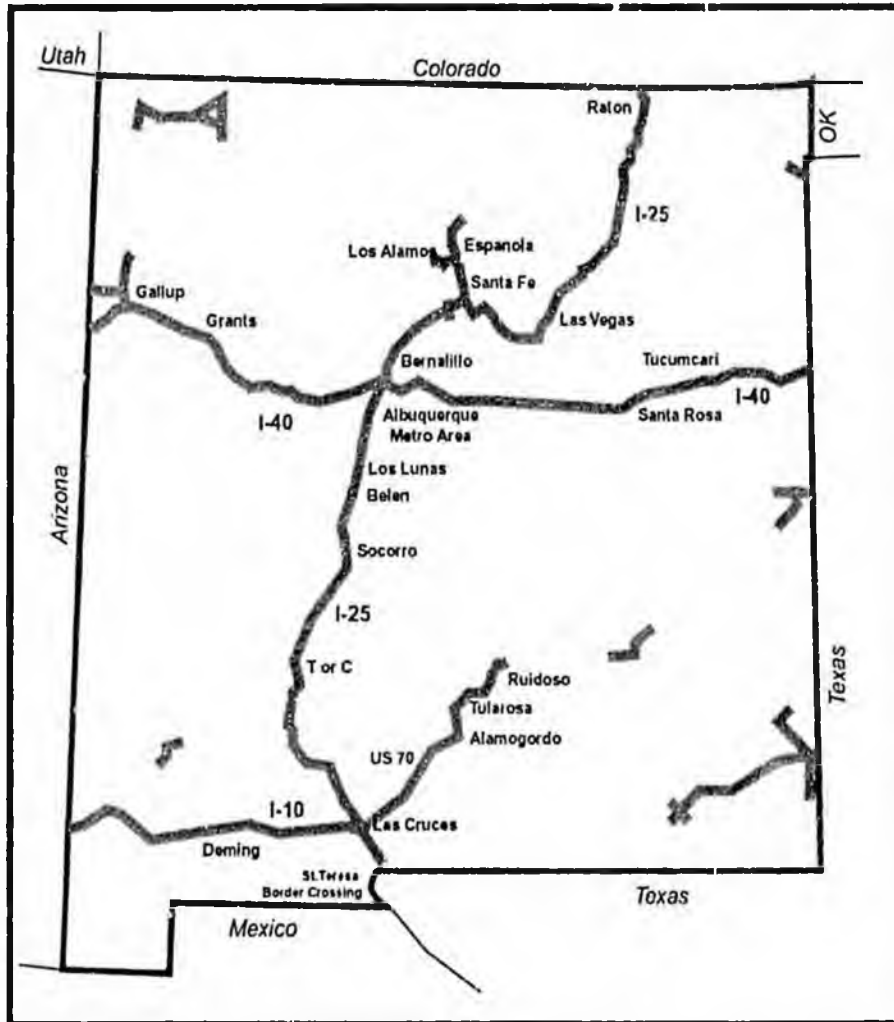 Utah
Colorado
Raton
OK
I-25
Los Alamos
Espanola
Santa Fe
Gallup
Grants
Las Vegas
Bernalillo
Tucumcari
I-40
Albuquerque
Metro Area
Santa Rosa
I-40
Los Lunas
Belen
Arizona
Socorro
I-25
T or C
Ruidoso
Tularosa
Alamogordo
Texas
US 70
I-10
Las Cruces
Deming
St. Teresa
Border Crossing
Mexico
Texas